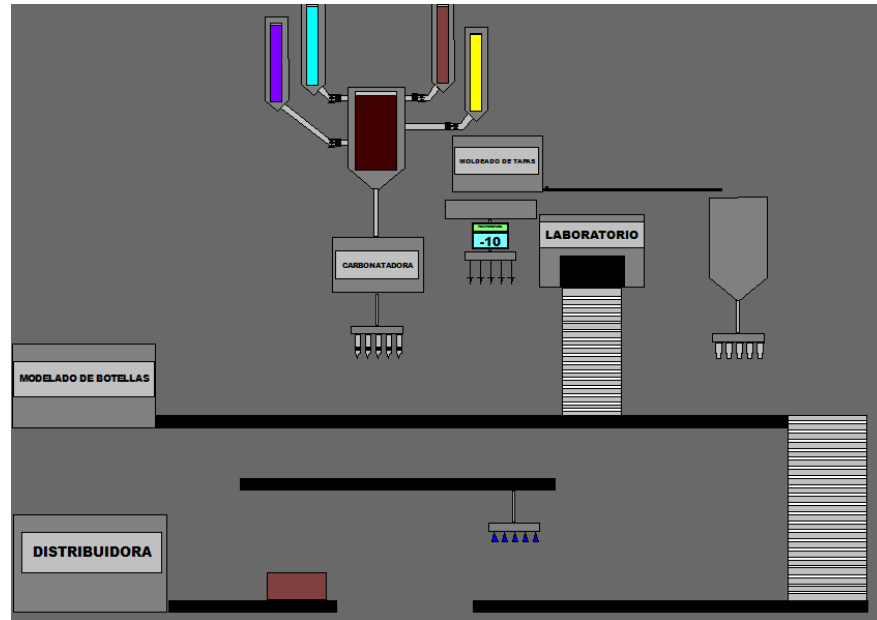 MOLDEADO DE TAPAS
LABORATORIO
-10
CARBONATADORA
MODELADO DE BOTELLAS
DISTRIBUIDORA